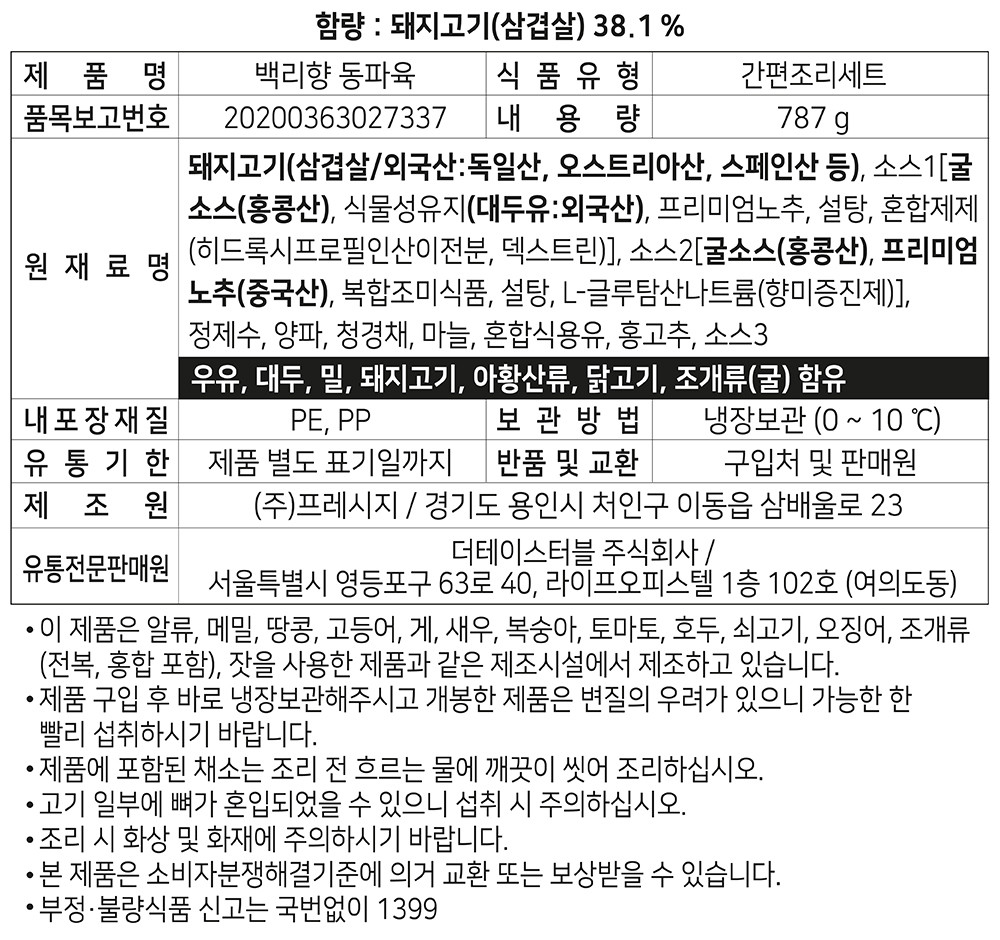 함량 : 돼지고기(삼겹살) 38.1 %
제 품 명 백리향 동파육 식 품 유 형 간편조리세트
품목보고번호 20200363027337 내 용 량 787 g
원 재 료 명
돼지고기(삼겹살/외국산:독일산, 오스트리아산, 스페인산 등), 소스1[굴
소스(홍콩산), 식물성유지(대두유:외국산), 프리미엄노추, 설탕, 혼합제제
(히드록시프로필인산이전분, 덱스트린)], 소스2[굴소스(홍콩산), 프리미엄
노추(중국산), 복합조미식품, 설탕, L-글루탐산나트륨(향미증진제)],
정제수, 양파, 청경채, 마늘, 혼합식용유, 홍고추, 소스3
우유, 대두, 밀, 돼지고기, 아황산류, 닭고기, 조개류(굴) 함유
내 포 장 재 질 PE, PP 보 관 방 법 냉장보관 (0 ~ 10 ℃)
유 통 기 한 제품 별도 표기일까지 반품 및 교환 구입처 및 판매원
제 조 원 (주)프레시지 / 경기도 용인시 처인구 이동읍 삼배울로 23
유통전문판매원
더테이스터블 주식회사 /
서울특별시 영등포구 63로 40, 라이프오피스텔 1층 102호 (여의도동)
• 이 제품은 알류, 메밀, 땅콩, 고등어, 게, 새우, 복숭아, 토마토, 호두, 쇠고기, 오징어, 조개류
(전복, 홍합 포함), 잣을 사용한 제품과 같은 제조시설에서 제조하고 있습니다.
• 제품 구입 후 바로 냉장보관해주시고 개봉한 제품은 변질의 우려가 있으니 가능한 한
빨리 섭취하시기 바랍니다.
• 제품에 포함된 채소는 조리 전 흐르는 물에 깨끗이 씻어 조리하십시오.
• 고기 일부에 뼈가 혼입되었을 수 있으니 섭취 시 주의하십시오.
• 조리 시 화상 및 화재에 주의하시기 바랍니다.
• 본 제품은 소비자분쟁해결기준에 의거 교환 또는 보상받을 수 있습니다.
• 부정·불량식품 신고는 국번없이 1399